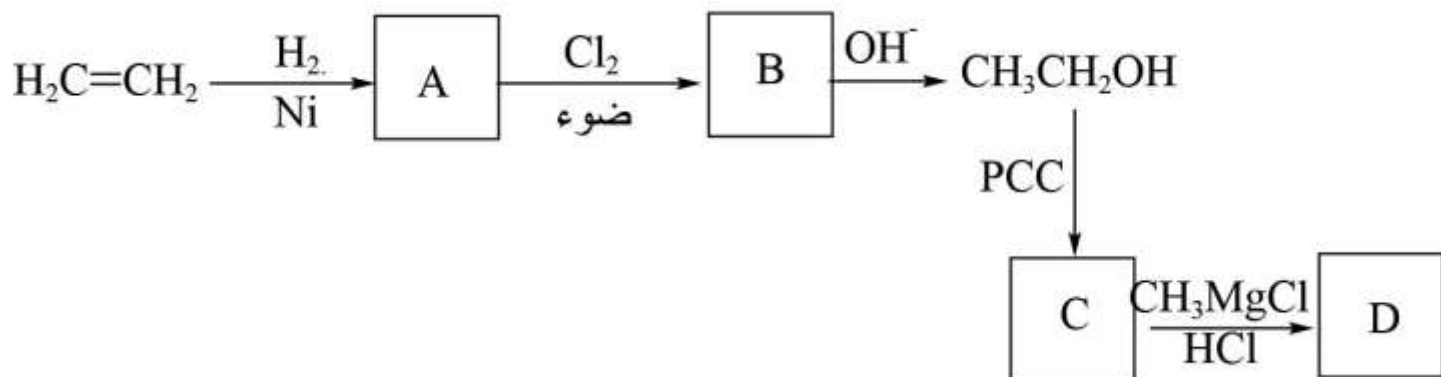 H₂C=CH₂ H₂. Ni A Cl₂ ضوء B OH⁻ CH₃CH₂OH
PCC
C CH₃MgCl HCl D